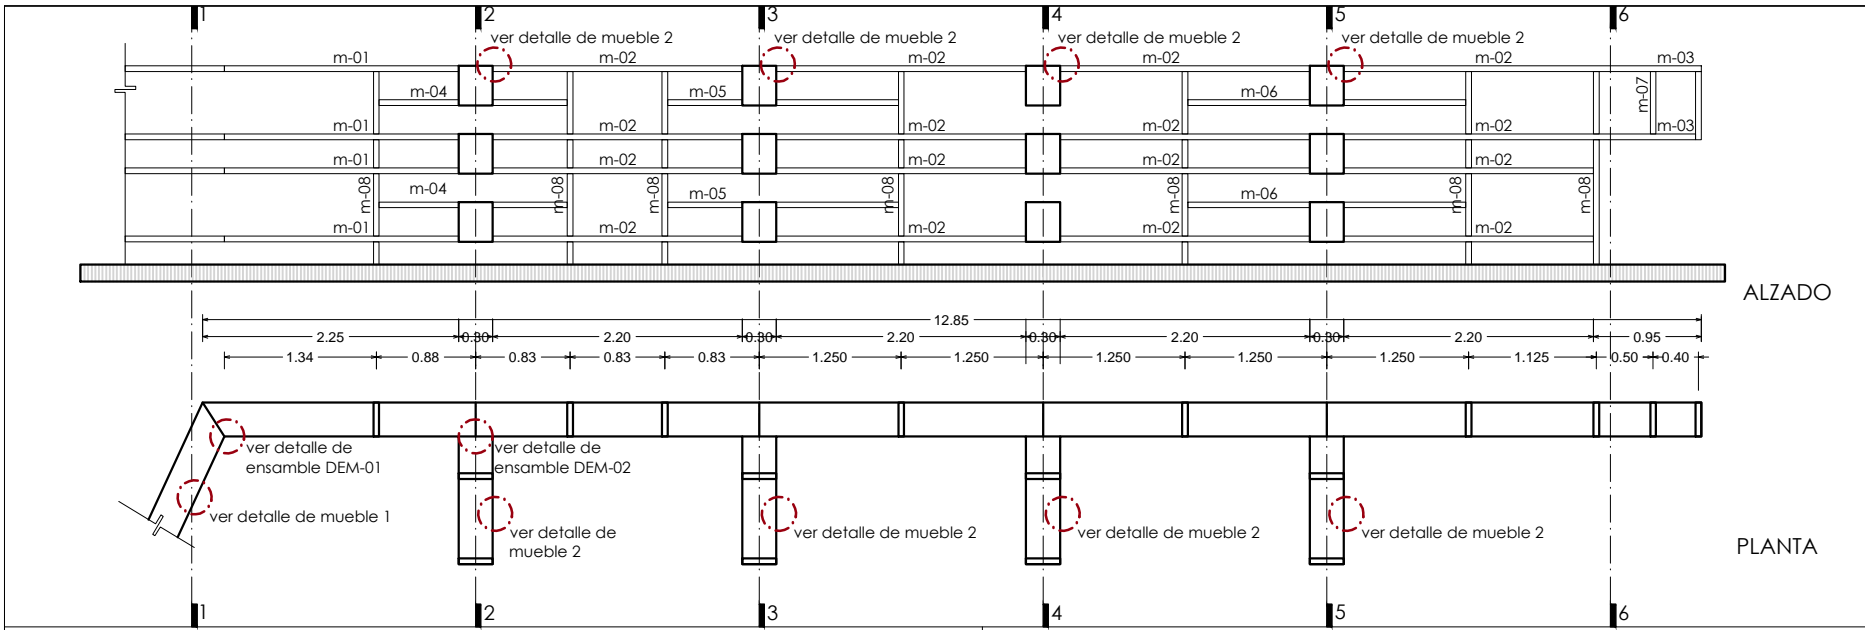 1 2 3 4 5 6
ver detalle de mueble 2 ver detalle de mueble 2 ver detalle de mueble 2 ver detalle de mueble 2
m-01 m-02 m-02 m-02 m-02 m-03
m-04 m-05 m-06 m-07
m-01 m-02 m-02 m-02 m-02 m-03
m-01 m-02 m-02 m-02 m-02
m-08 m-04 m-08 m-08 m-05 m-08 m-08 m-06 m-08 m-08
m-01 m-02 m-02 m-02 m-02
ALZADO
12.85
2.25 0.30 2.20 0.30 2.20 0.30 2.20 0.30 2.20 0.95
1.34 0.88 0.83 0.83 0.83 1.250 1.250 1.250 1.250 1.250 1.125 0.50 0.40
ver detalle de
ensamble DEM-01
ver detalle de
ensamble DEM-02
ver detalle de mueble 1
ver detalle de
mueble 2
ver detalle de mueble 2
ver detalle de mueble 2
ver detalle de mueble 2
PLANTA
1 2 3 4 5 6